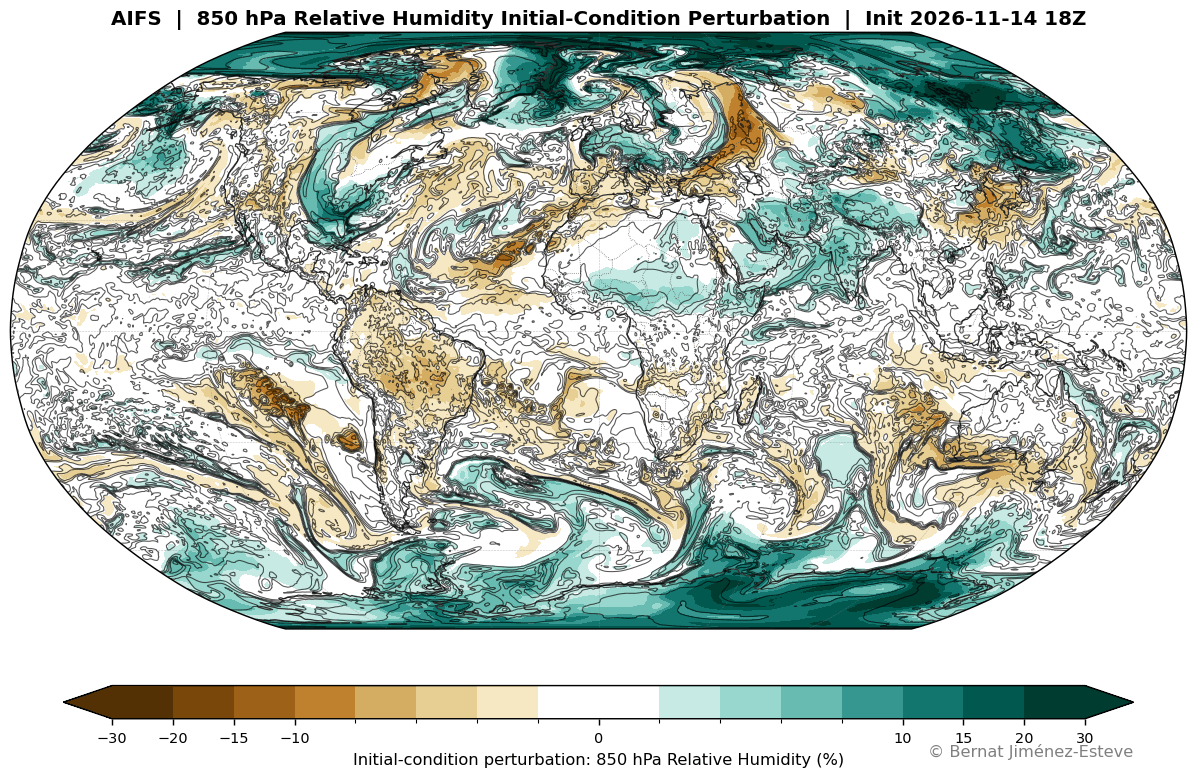 AIFS | 850 hPa Relative Humidity Initial-Condition Perturbation | Init 2026-11-14 18Z
−30 −20 −15 −10 0 10 15 20 30
Initial-condition perturbation: 850 hPa Relative Humidity (%)
© Bernat Jiménez-Esteve